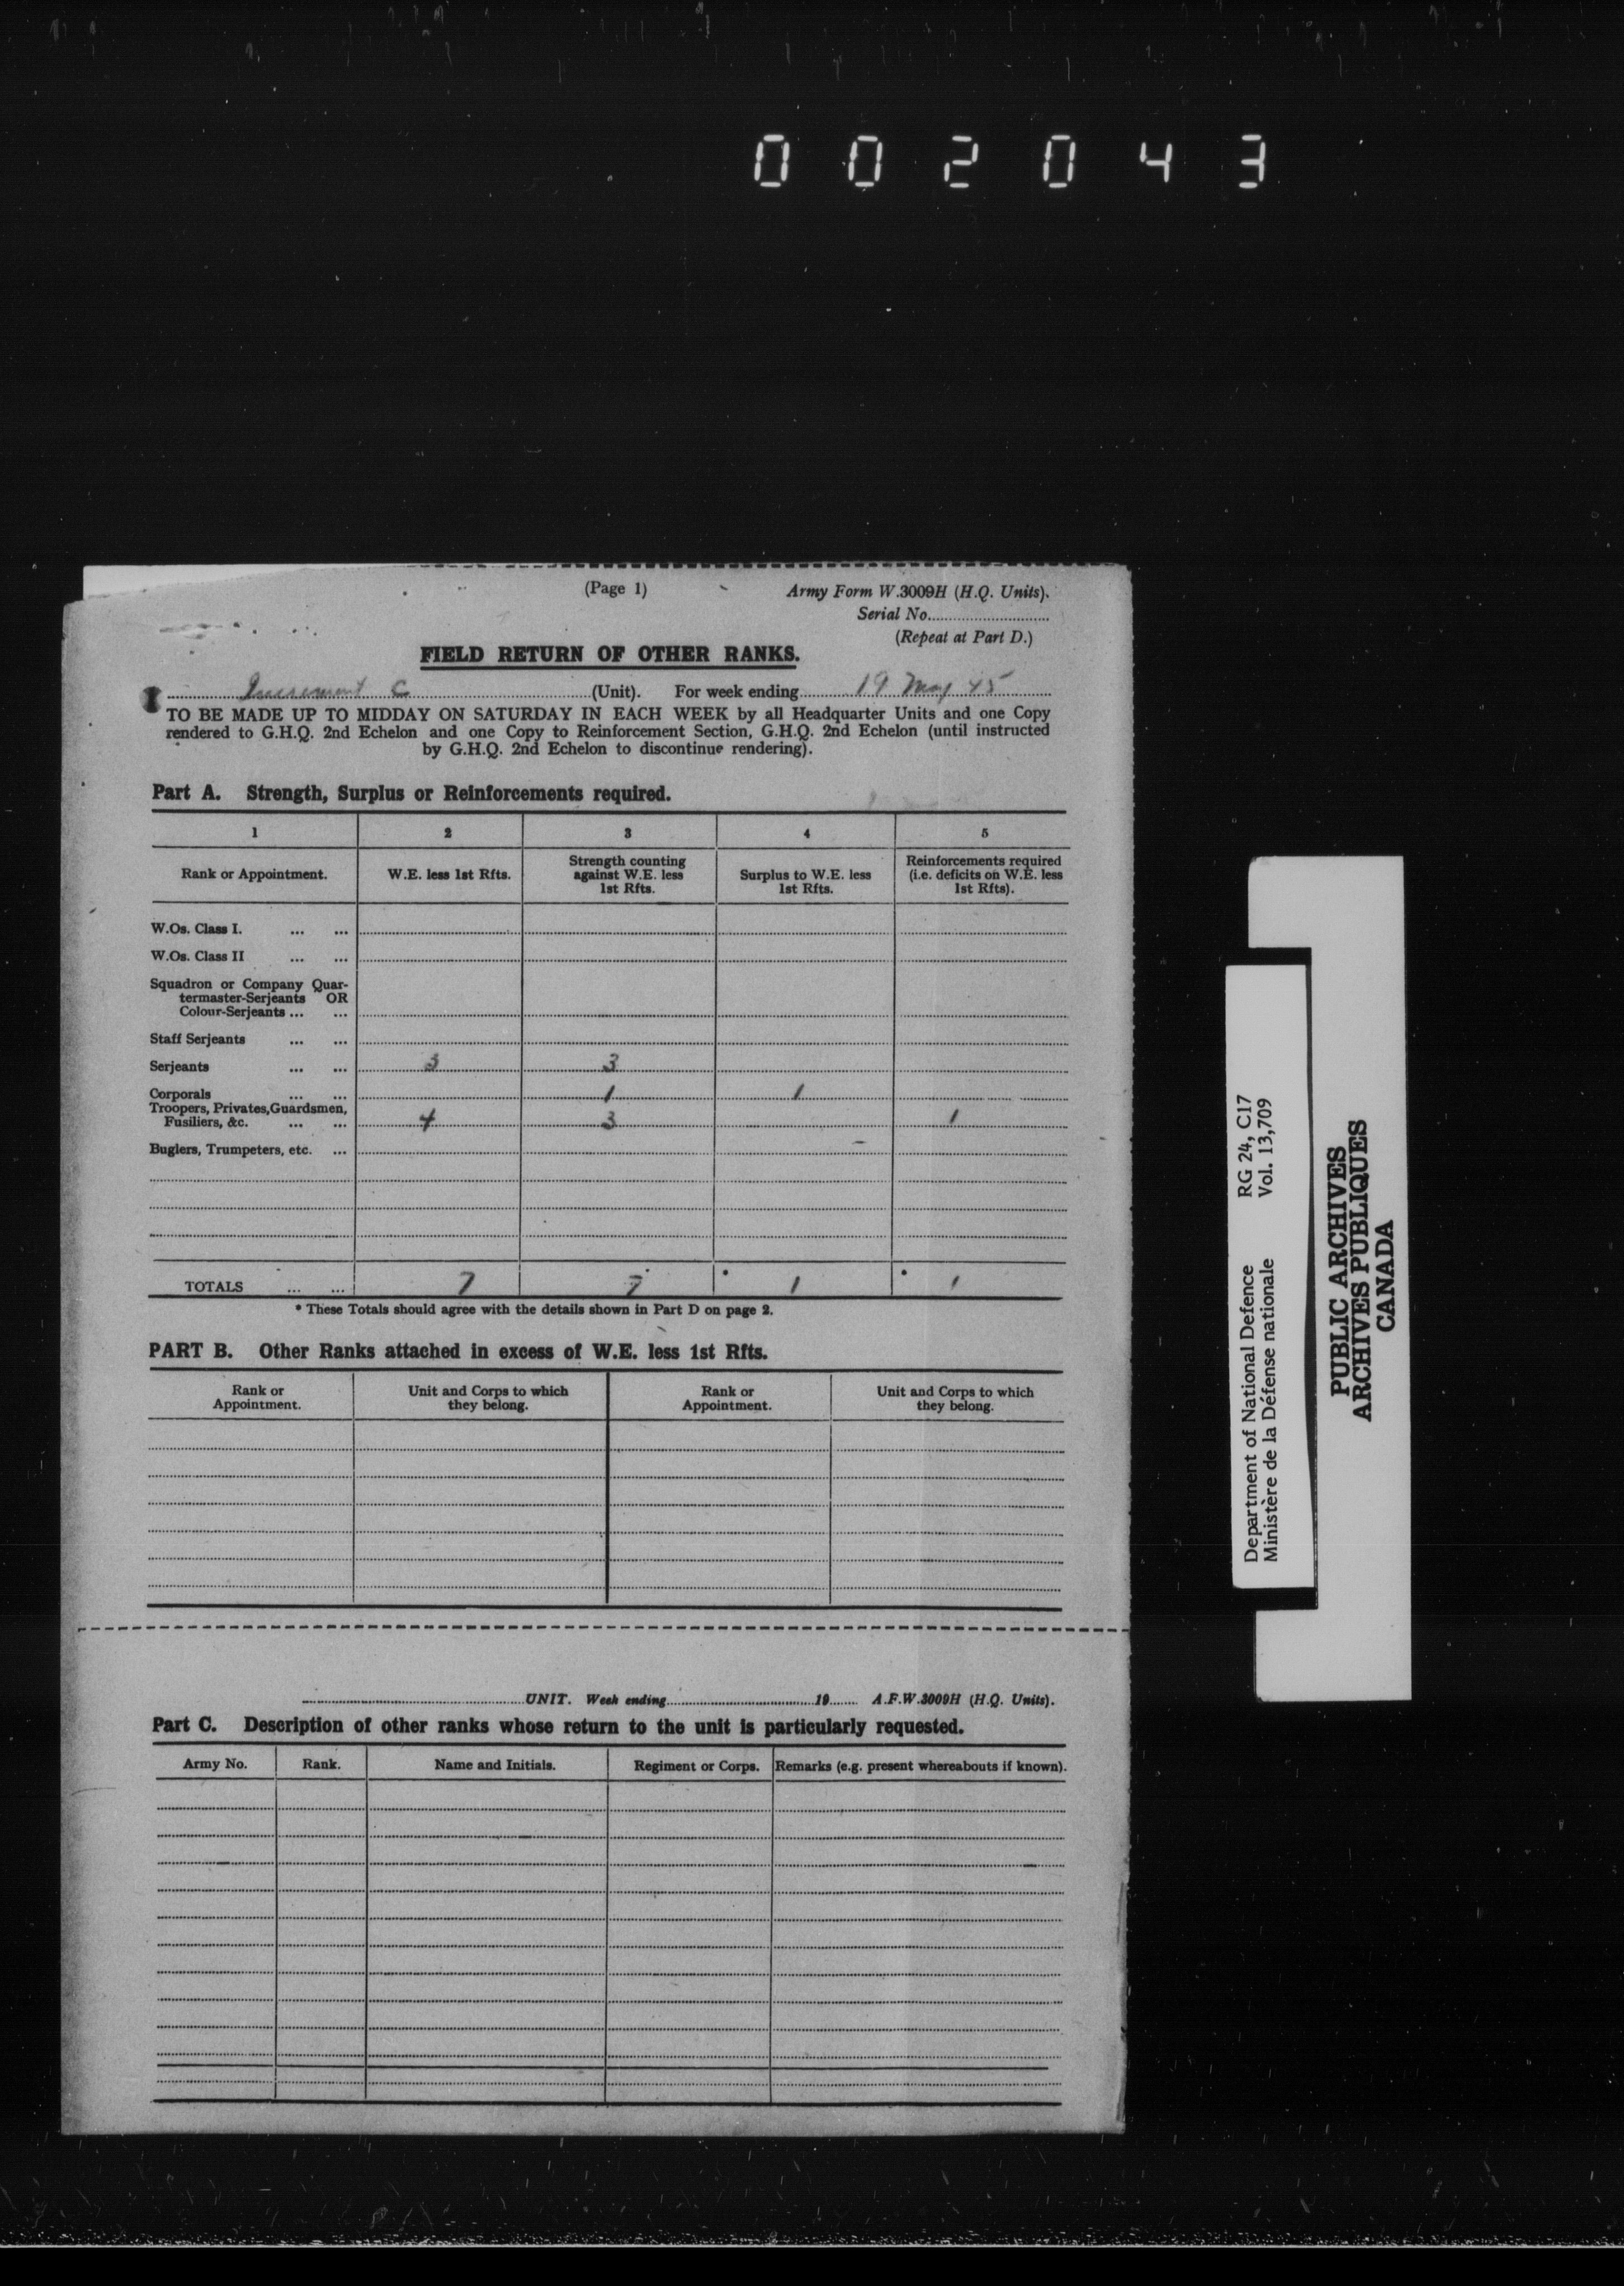 002043
(Page 1)
Army Form W.3009H (H.Q. Units).
Serial No.
(Repeat at Part D.)
FIELD RETURN OF OTHER RANKS.
Increment C (Unit). For week ending 19 May 45
TO BE MADE UP TO MIDDAY ON SATURDAY IN EACH WEEK by all Headquarter Units and one Copy
rendered to G.H.Q. 2nd Echelon and one Copy to Reinforcement Section, G.H.Q. 2nd Echelon (until instructed
by G.H.Q. 2nd Echelon to discontinue rendering).
Part A. Strength, Surplus or Reinforcements required.
1 2 3 4 5
Rank or Appointment.
W.E. less 1st Rfts.
Strength counting
against W.E. less
1st Rfts.
Surplus to W.E. less
1st Rfts.
Reinforcements required
(i.e. deficits on W.E. less
1st Rfts).
W.Os. Class I. ... ...
W.Os. Class II ... ...
Squadron or Company Quar-
termaster-Serjeants OR
Colour-Serjeants ... ...
Staff Serjeants ... ...
Serjeants ... ... 3 3
Corporals ... ... 1 1
Troopers, Privates,Guardsmen,
Fusiliers, &c. ... ... 4 3 1
Buglers, Trumpeters, etc. ...
TOTALS ... ... 7 7 * 1 * 1
* These Totals should agree with the details shown in Part D on page 2.
PART B. Other Ranks attached in excess of W.E. less 1st Rfts.
Rank or
Appointment.
Unit and Corps to which
they belong.
Rank or
Appointment.
Unit and Corps to which
they belong.
UNIT. Week ending 19 A.F.W.3009H (H.Q. Units).
Part C. Description of other ranks whose return to the unit is particularly requested.
Army No. Rank. Name and Initials. Regiment or Corps. Remarks (e.g. present whereabouts if known).
Department of National Defence RG 24, C17
Ministère de la Défense nationale Vol. 13,709
PUBLIC ARCHIVES
ARCHIVES PUBLIQUES
CANADA